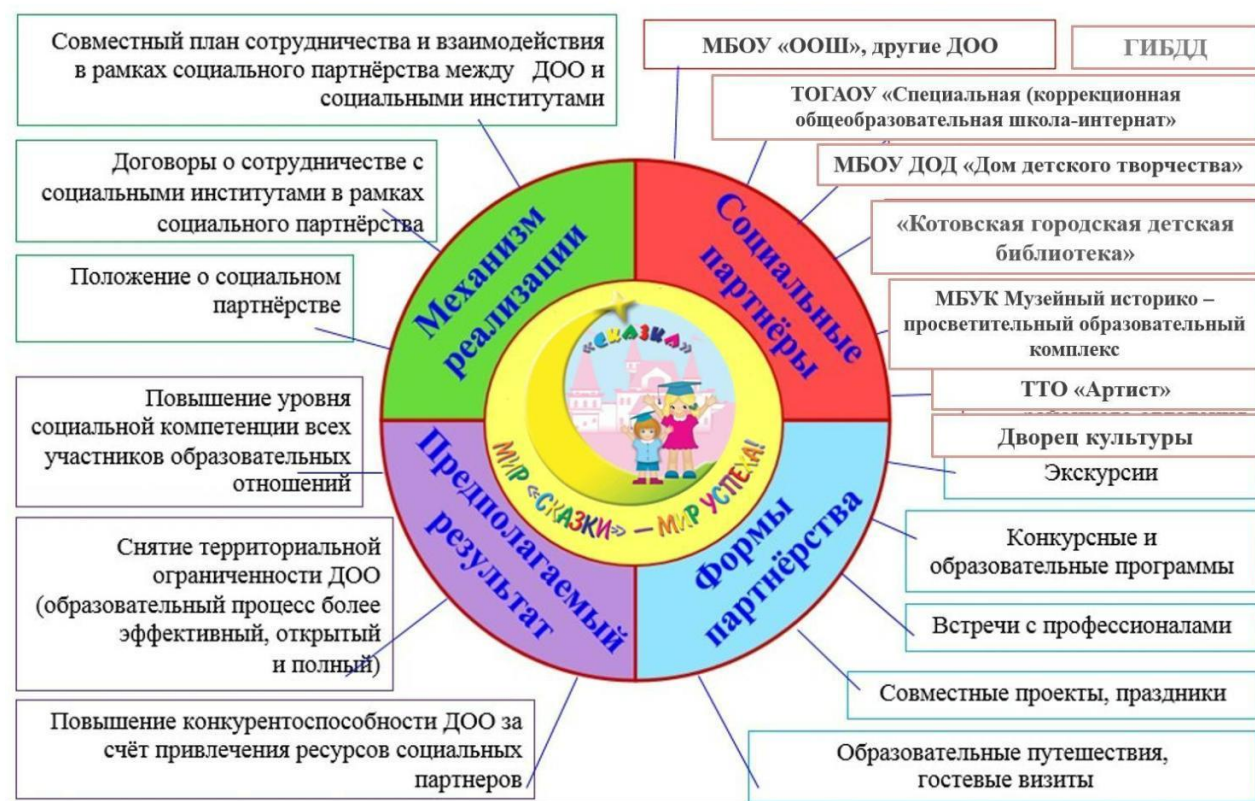 Совместный план сотрудничества и взаимодействия
в рамках социального партнёрства между ДОО и
социальными институтами
Договоры о сотрудничестве с
социальными институтами в рамках
социального партнёрства
Положение о социальном
партнёрстве
Повышение уровня
социальной компетенции всех
участников образовательных
отношений
Снятие территориальной
ограниченности ДОО
(образовательный процесс более
эффективный, открытый
и полный)
Повышение конкурентоспособности ДОО за
счёт привлечения ресурсов социальных
партнеров
Механизм
реализации
Социальные
партнёры
Предполагаемый
результат
Формы
партнёрства
«СКАЗКА»
МИР «СКАЗКИ» — МИР УСПЕХА!
МБОУ «ООШ», другие ДОО
ГИБДД
ТОГАОУ «Специальная (коррекционная
общеобразовательная школа-интернат»
МБОУ ДОД «Дом детского творчества»
«Котовская городская детская
библиотека»
МБУК Музейный историко –
просветительный образовательный
комплекс
ТТО «Артист»
Дворец культуры
Экскурсии
Конкурсные и
образовательные программы
Встречи с профессионалами
Совместные проекты, праздники
Образовательные путешествия,
гостевые визиты